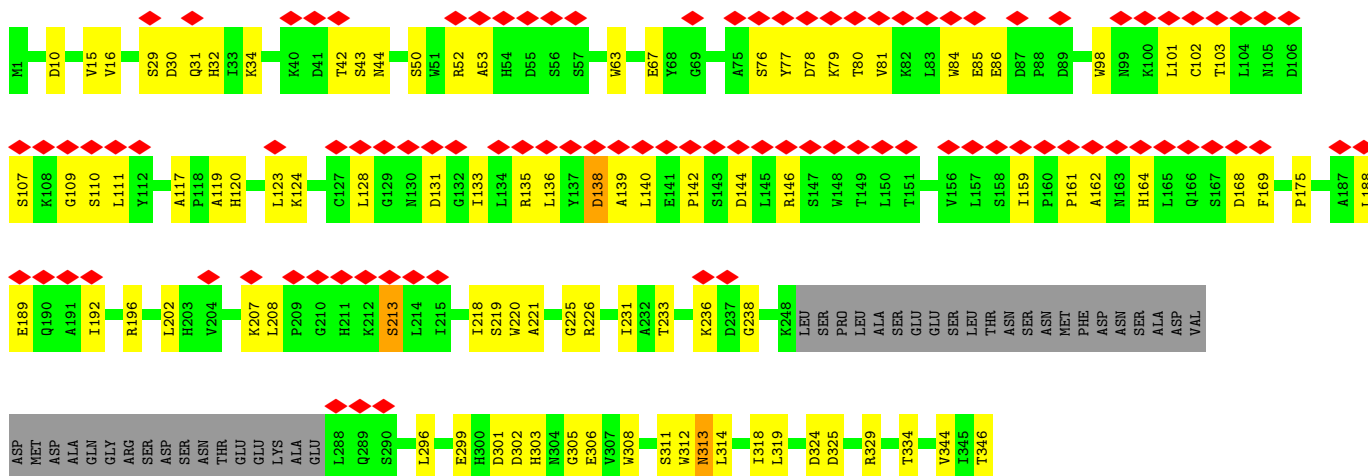 M1 D10 V15 V16 S29 D30 Q31 H32 I33 K34 K40 D41 T42 S43 N44 S50 W51 R52 A53 H54 D55 S56 S57 W63 E67 Y68 G69 A75 S76 Y77 D78 K79 T80 V81 K82 L83 W84 E85 E86 D87 P88 D89 W98 N99 K100 L101 C102 T103 L104 N105 D106
S107 K108 G109 S110 L111 Y112 A117 P118 A119 H120 L123 K124 C127 L128 G129 N130 D131 G132 I133 L134 R135 L136 Y137 D138 A139 L140 E141 P142 S143 D144 L145 R146 S147 W148 T149 L150 T151 V156 L157 S158 I159 P160 P161 A162 N163 H164 L165 Q166 S167 D168 F169 P175 A187 L188
E189 Q190 A191 I192 R196 L202 H203 V204 K207 L208 P209 G210 H211 K212 S213 L214 I215 I218 S219 W220 A221 G225 R226 I231 A232 T233 K236 D237 G238 K248 LEU SER PRO LEU ALA SER GLU GLU SER LEU THR ASN SER ASN MET PHE ASP ASN SER ALA ASP VAL
ASP MET ASP ALA GLN GLY ARG SER ASP SER ASN THR GLU GLU LYS ALA GLU L288 Q289 S290 L296 E299 H300 D301 D302 H303 N304 G305 E306 V307 W308 S311 W312 N313 L314 I318 L319 D324 D325 R329 T334 V344 I345 T346